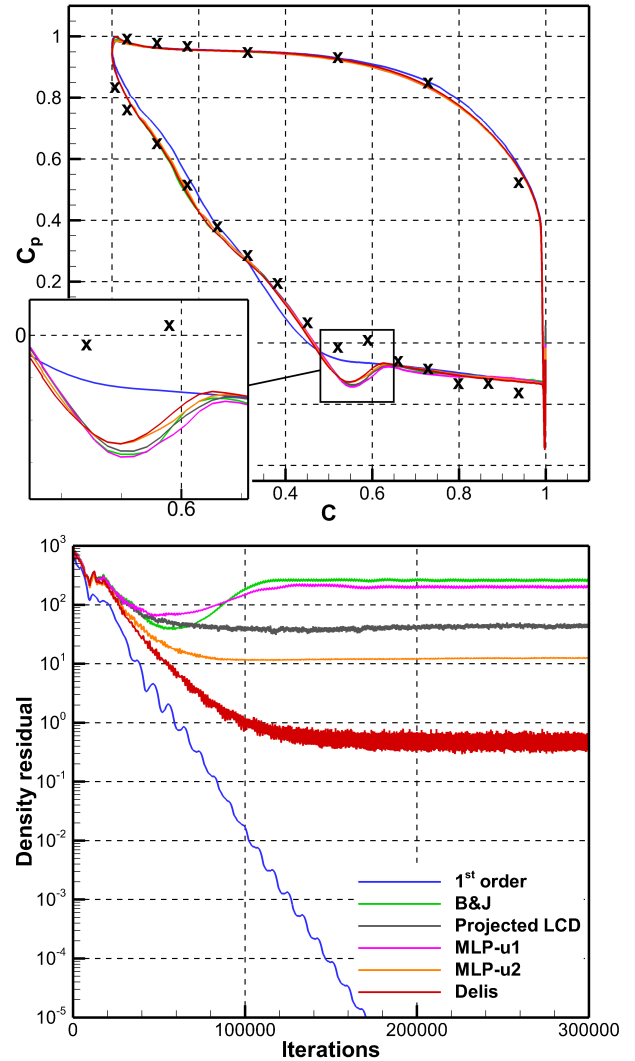 1
0.8
0.6
0.4
0.2
C_p
0
0.6
0.4
0.6
0.8
1
C
10^3
10^2
10^1
10^0
10^-1
10^-2
10^-3
10^-4
10^-5
Density residual
1^st order
B&J
Projected LCD
MLP-u1
MLP-u2
Delis
0
100000
200000
300000
Iterations